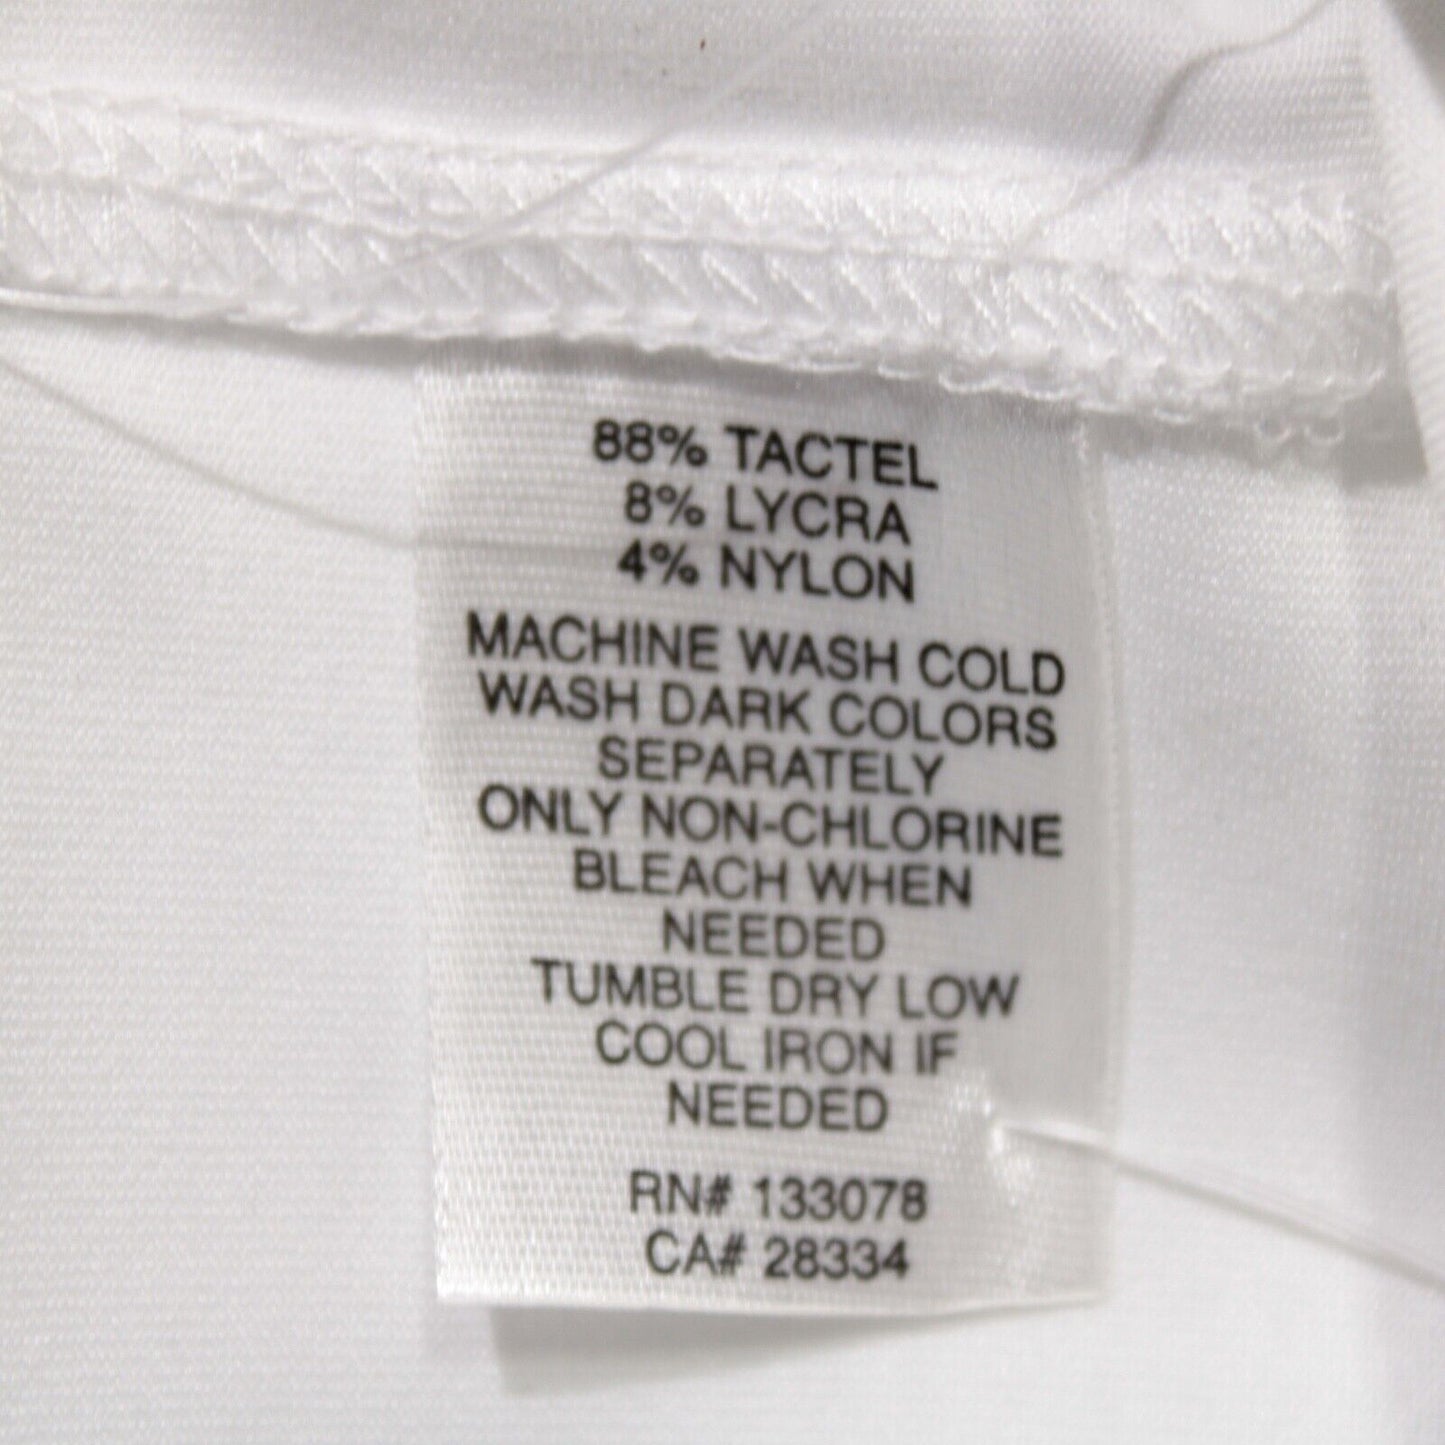 88% TACTEL
8% LYCRA
4% NYLON
MACHINE WASH COLD
WASH DARK COLORS
SEPARATELY
ONLY NON-CHLORINE
BLEACH WHEN
NEEDED
TUMBLE DRY LOW
COOL IRON IF
NEEDED
RN# 133078
CA# 28334